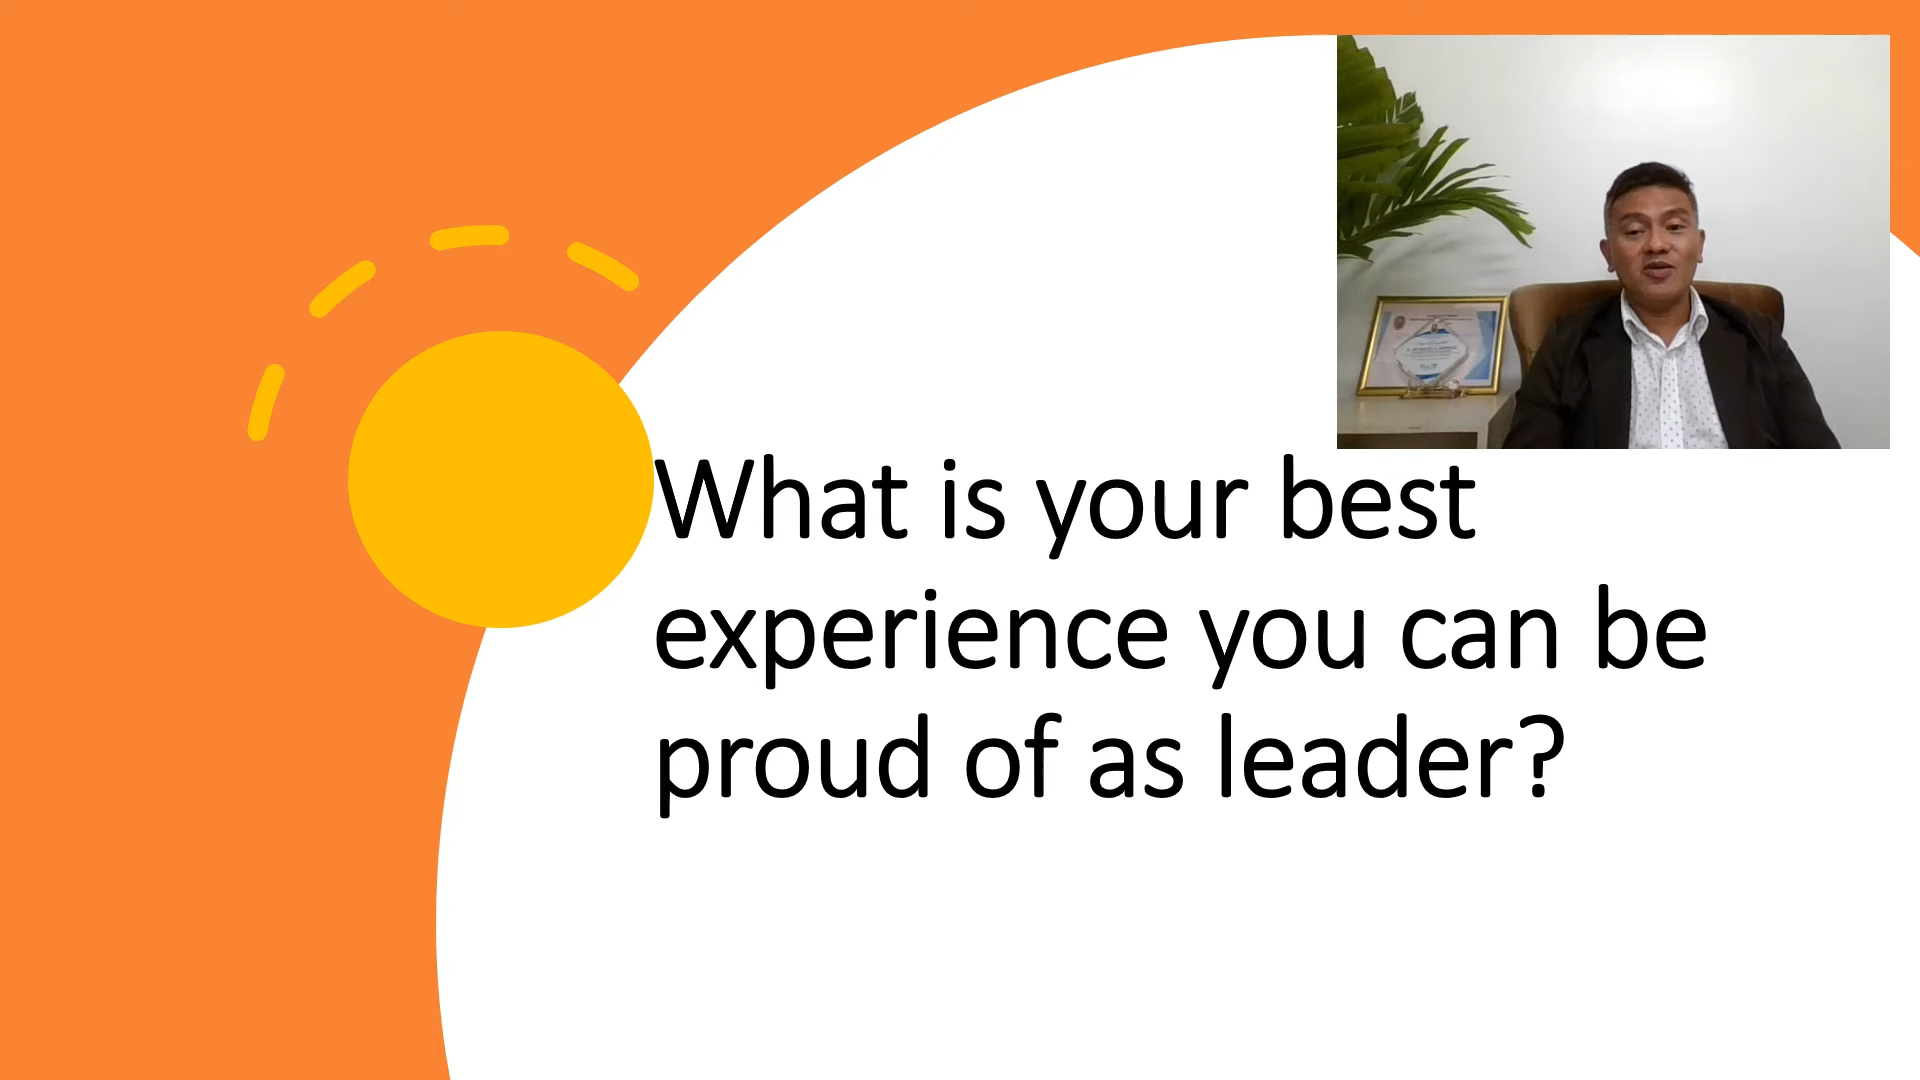 What is your best
experience you can be
proud of as leader?